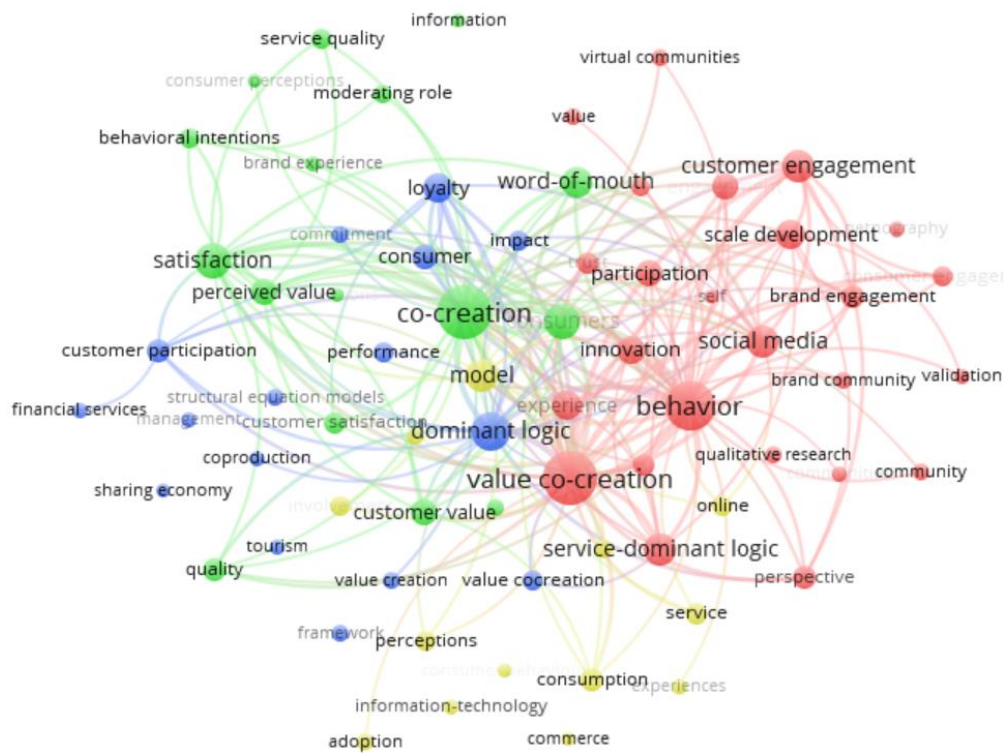 information
service quality
virtual communities
consumer perceptions
moderating role
value
behavioral intentions
brand experience
customer engagement
loyalty
word-of-mouth
commitment
impact
scale development
satisfaction
consumer
trust
participation
perceived value
self
brand engagement
co-creation
consumers
customer participation
performance
innovation
social media
model
structural equation models
brand community
validation
financial services
management
customer satisfaction
experience
behavior
dominant logic
coproduction
qualitative research
community
sharing economy
value co-creation
online
customer value
tourism
service-dominant logic
quality
value creation
value cocreation
perspective
service
framework
perceptions
consumption
experiences
information-technology
adoption
commerce